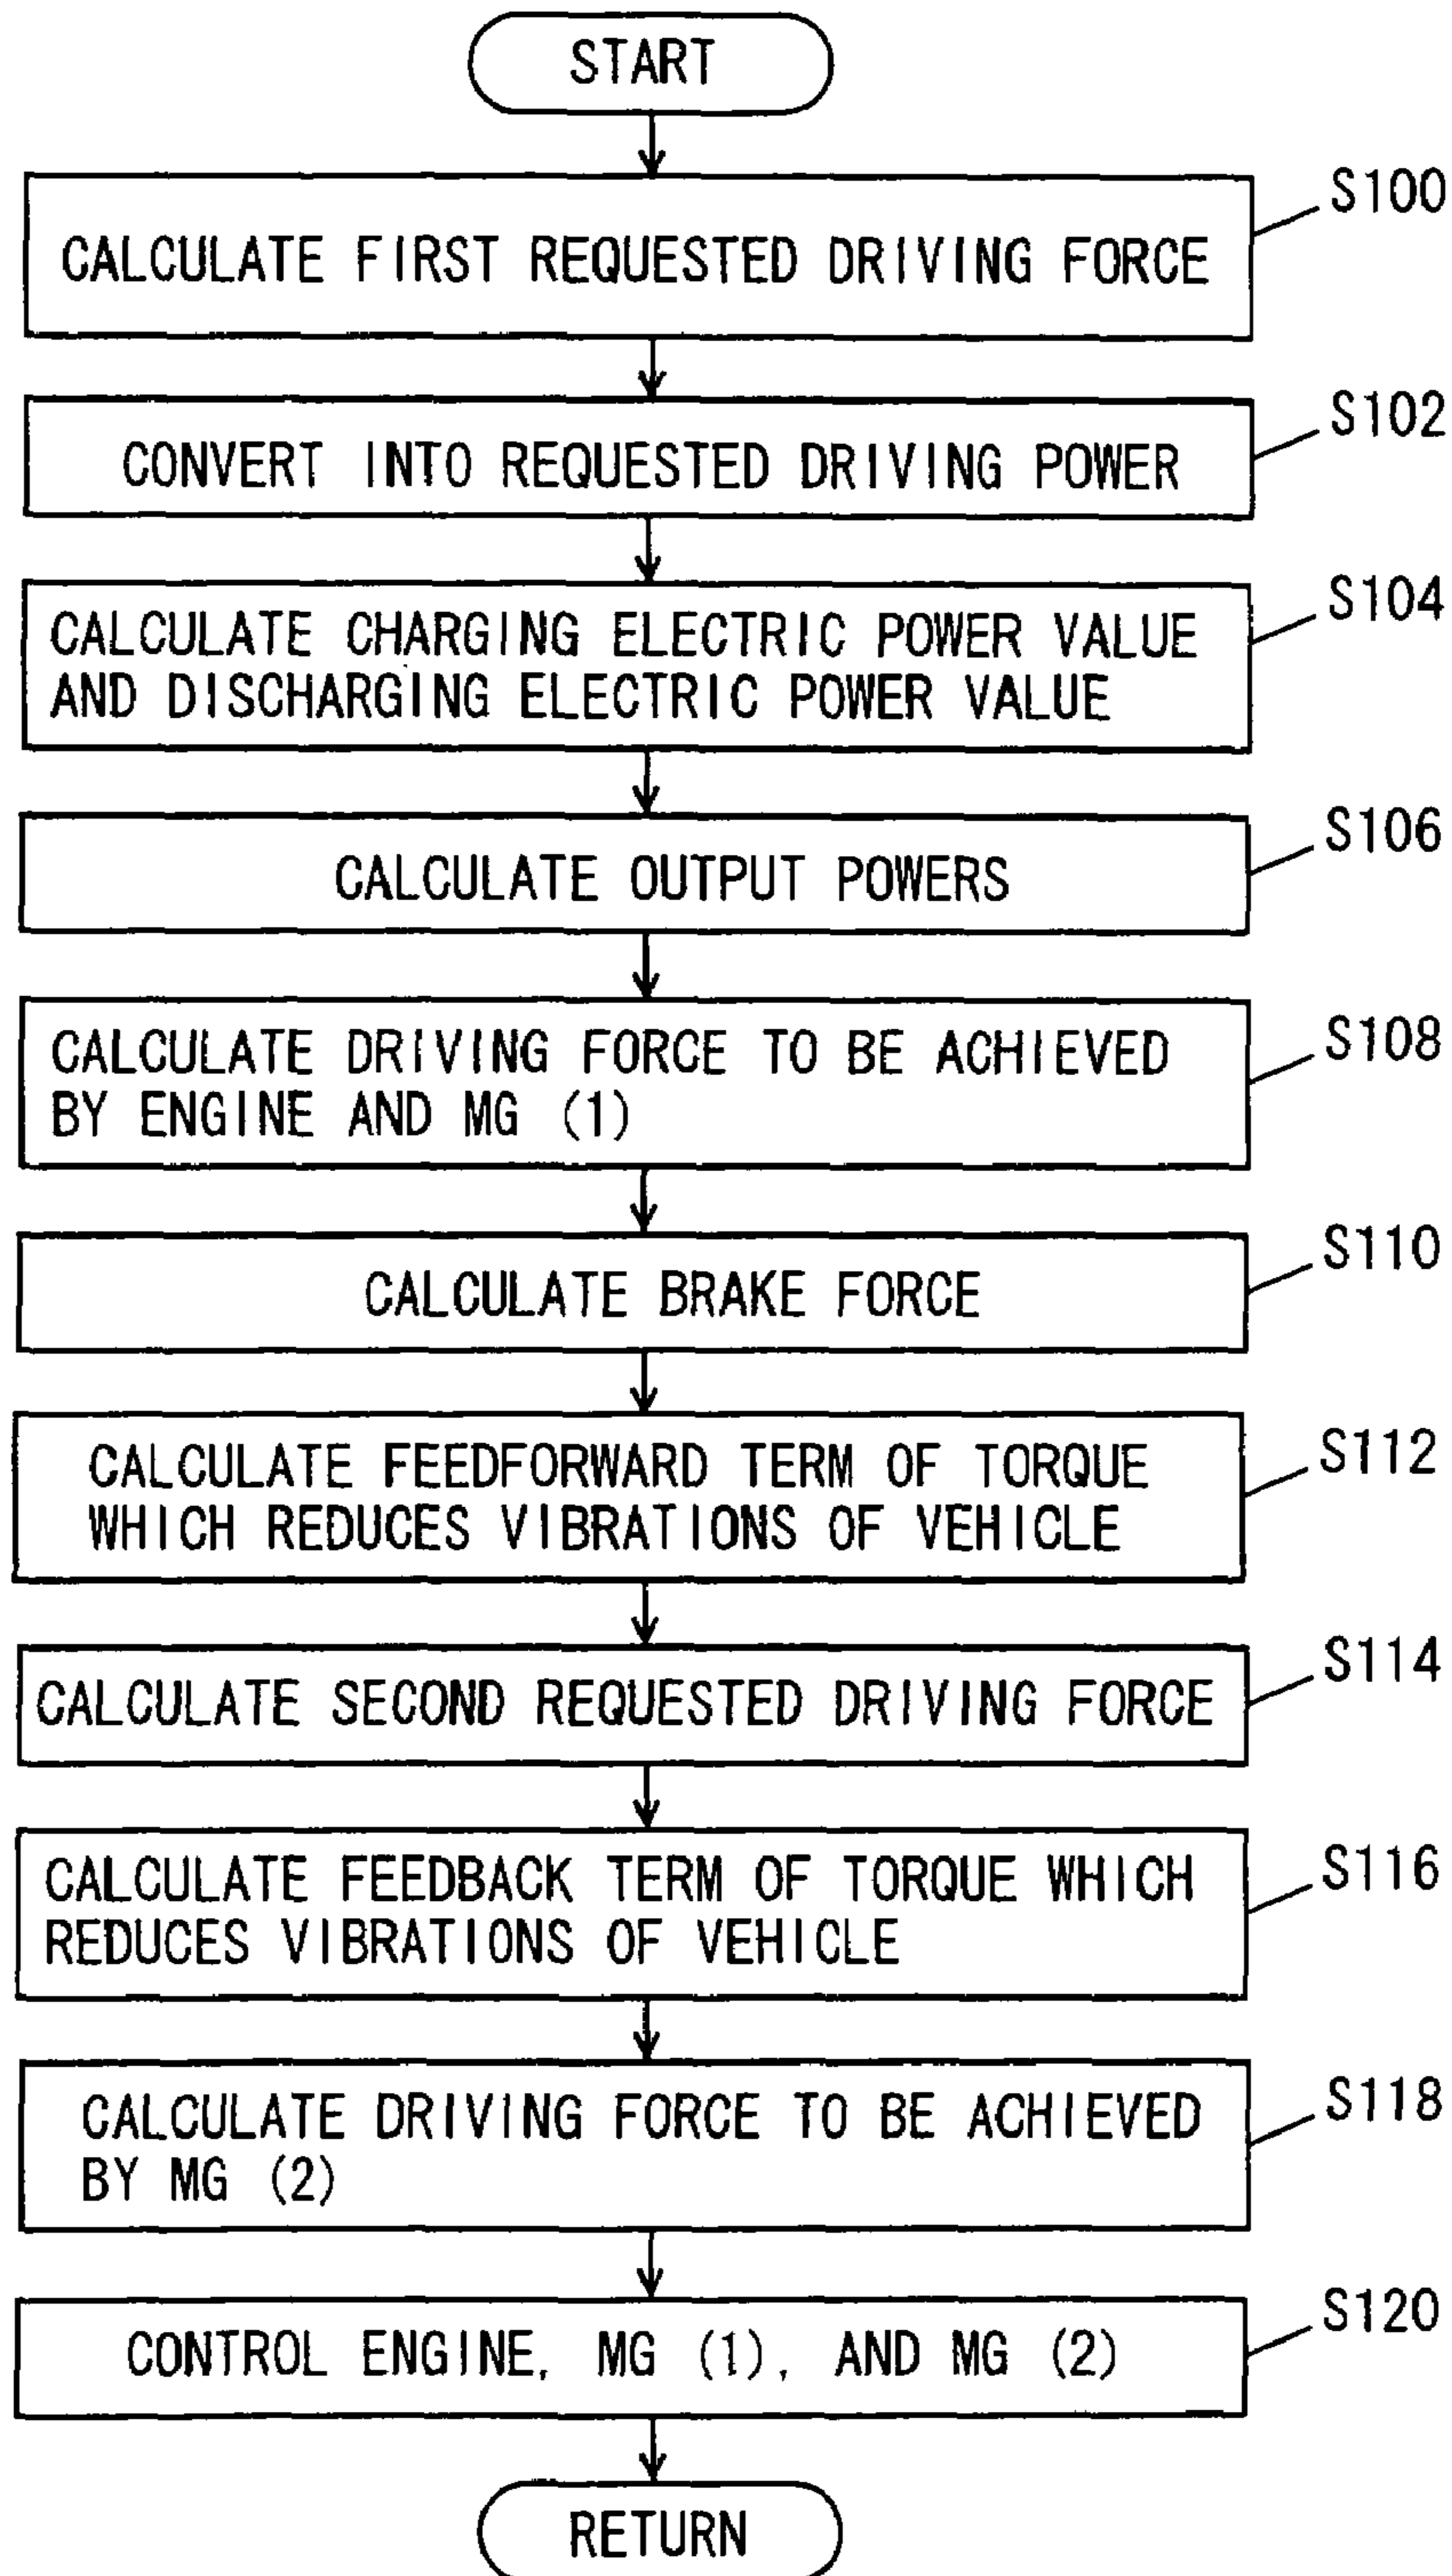 START
S100
CALCULATE FIRST REQUESTED DRIVING FORCE
S102
CONVERT INTO REQUESTED DRIVING POWER
S104
CALCULATE CHARGING ELECTRIC POWER VALUE
AND DISCHARGING ELECTRIC POWER VALUE
S106
CALCULATE OUTPUT POWERS
S108
CALCULATE DRIVING FORCE TO BE ACHIEVED
BY ENGINE AND MG (1)
S110
CALCULATE BRAKE FORCE
S112
CALCULATE FEEDFORWARD TERM OF TORQUE
WHICH REDUCES VIBRATIONS OF VEHICLE
S114
CALCULATE SECOND REQUESTED DRIVING FORCE
S116
CALCULATE FEEDBACK TERM OF TORQUE WHICH
REDUCES VIBRATIONS OF VEHICLE
S118
CALCULATE DRIVING FORCE TO BE ACHIEVED
BY MG (2)
S120
CONTROL ENGINE, MG (1), AND MG (2)
RETURN